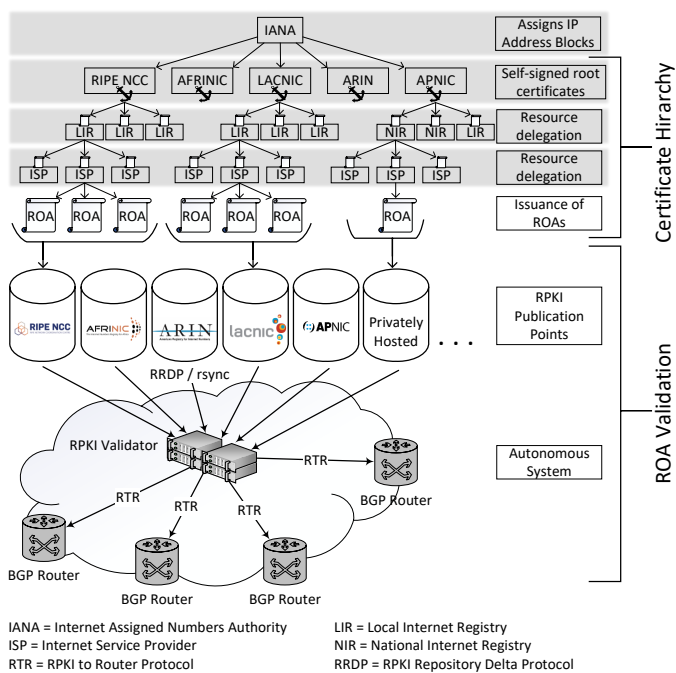 IANA
Assigns IP
Address Blocks
RIPE NCC AFRINIC LACNIC ARIN APNIC
Self-signed root
certificates
LIR LIR LIR LIR LIR LIR NIR NIR LIR
Resource
delegation
ISP ISP ISP ISP ISP ISP ISP ISP ISP
Resource
delegation
ROA ROA ROA ROA ROA ROA ROA
Issuance of
ROAs
Certificate Hirarchy
RIPE NCC AFRINIC ARIN lacnic APNIC
Privately
Hosted
. . .
RPKI
Publication
Points
RRDP / rsync
RPKI Validator
Autonomous
System
ROA Validation
RTR
RTR
RTR
RTR
BGP Router
BGP Router
BGP Router
BGP Router
IANA = Internet Assigned Numbers Authority
ISP = Internet Service Provider
RTR = RPKI to Router Protocol
LIR = Local Internet Registry
NIR = National Internet Registry
RRDP = RPKI Repository Delta Protocol